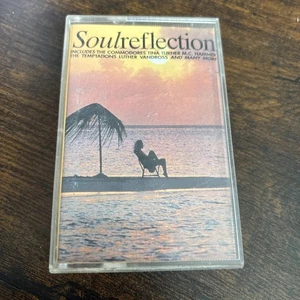 Soulreflection
INCLUDES THE COMMODORES TINA TURNER M.C. HAMMER
THE TEMPTATIONS LUTHER VANDROSS AND MANY MORE